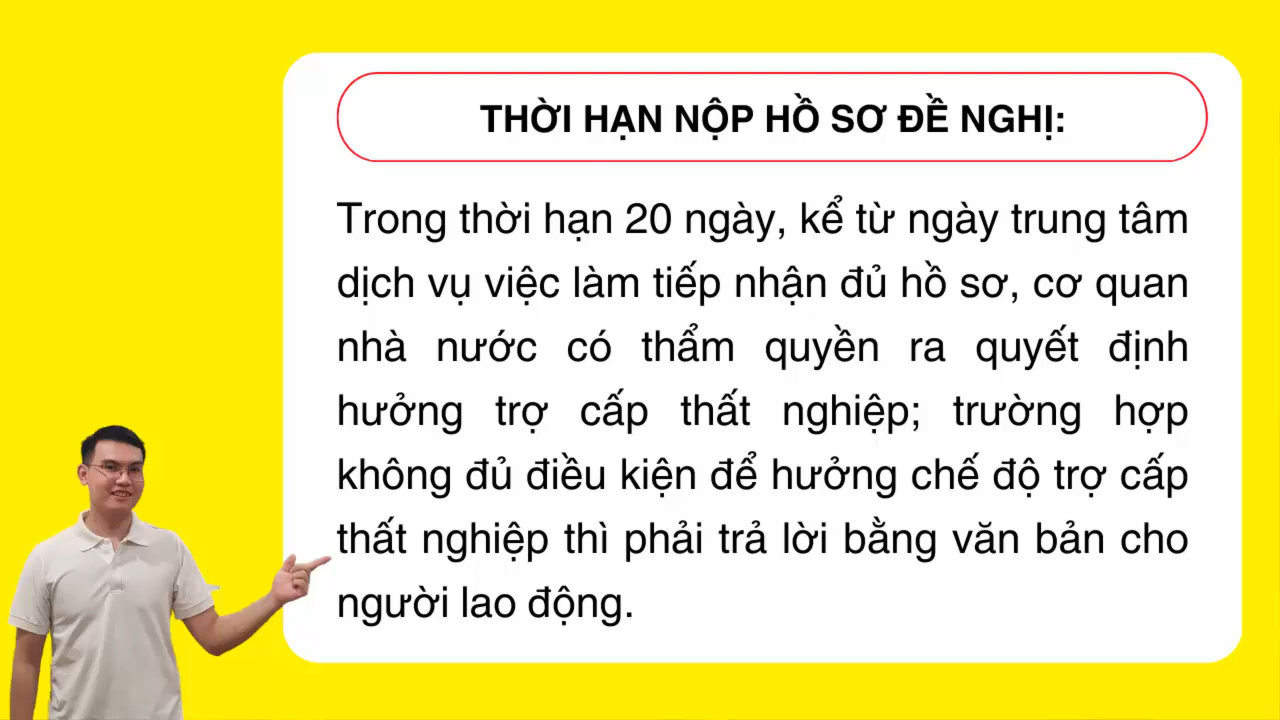 THỜI HẠN NỘP HỒ SƠ ĐỀ NGHỊ:
Trong thời hạn 20 ngày, kể từ ngày trung tâm
dịch vụ việc làm tiếp nhận đủ hồ sơ, cơ quan
nhà nước có thẩm quyền ra quyết định
hưởng trợ cấp thất nghiệp; trường hợp
không đủ điều kiện để hưởng chế độ trợ cấp
thất nghiệp thì phải trả lời bằng văn bản cho
người lao động.